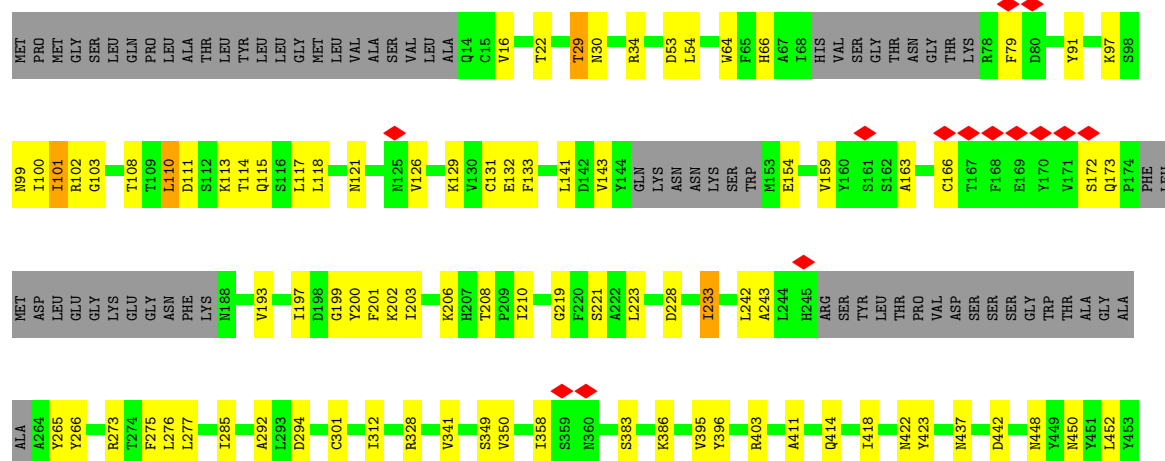 MET PRO MET GLY SER LEU GLN PRO LEU ALA THR LEU TYR LEU LEU GLY MET LEU VAL ALA SER VAL LEU ALA Q14 C15 V16 T22 T29 N30 R34 D53 L54 W64 F65 H66 A67 I68 HIS VAL SER GLY THR ASN GLY THR LYS R78 F79 D80 Y91 K97 S98
N99 I100 I101 R102 G103 T108 T109 L110 D111 S112 K113 T114 Q115 S116 L117 L118 N121 N125 V126 K129 V130 C131 E132 F133 L141 D142 V143 Y144 GLN LYS ASN ASN LYS SER TRP M153 E154 V159 Y160 S161 S162 A163 C166 T167 F168 E169 Y170 V171 S172 Q173 P174 PHE LEU
MET ASP LEU GLU GLY LYS GLU GLY ASN PHE LYS N188 V193 I197 D198 G199 Y200 F201 K202 I203 K206 H207 T208 P209 I210 G219 F220 S221 A222 L223 D228 I233 L242 A243 L244 H245 ARG SER TYR LEU THR PRO VAL ASP SER SER SER GLY TRP THR ALA GLY ALA
ALA A264 Y265 Y266 R273 T274 F275 L276 L277 I285 A292 L293 D294 C301 I312 R328 V341 S349 V350 I358 S359 N360 S383 K386 V395 Y396 R403 A411 Q414 I418 N422 Y423 N437 D442 N448 Y449 N450 Y451 L452 Y453